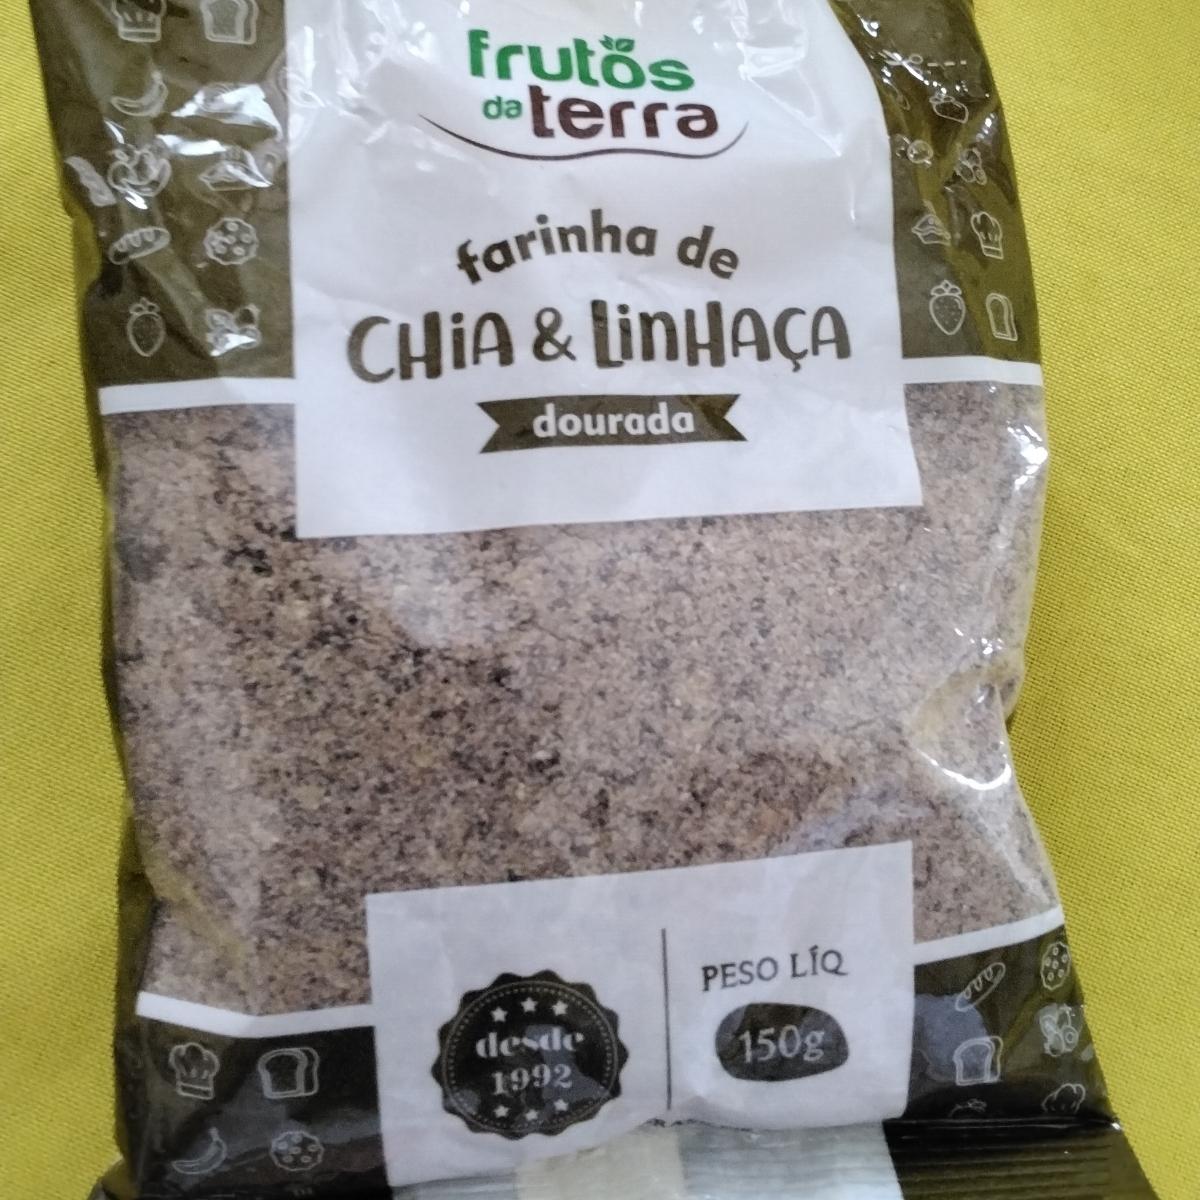 frutos
da terra
farinha de
CHIA & LINHAÇA
dourada
desde
1992
PESO LÍQ
150g